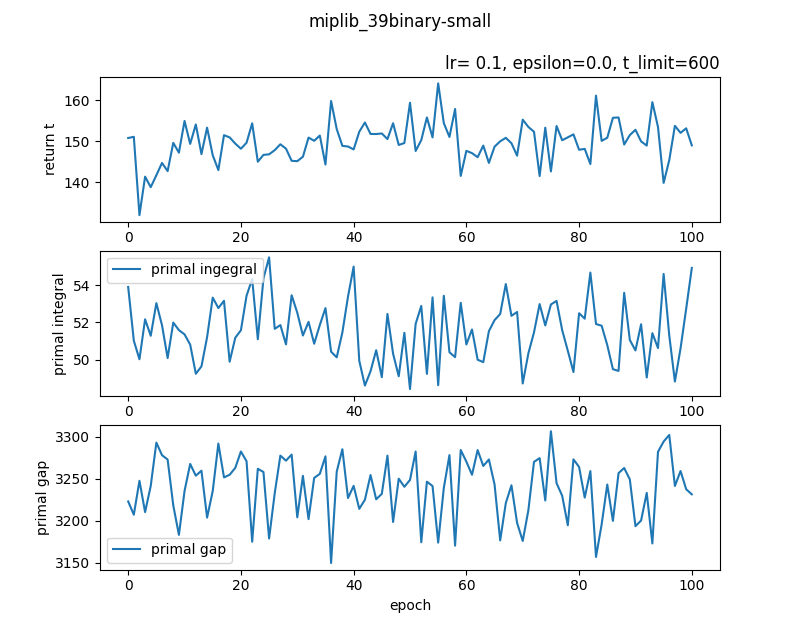 miplib_39binary-small
lr= 0.1, epsilon=0.0, t_limit=600
return t
160
150
140
0 20 40 60 80 100
primal integral
primal ingegral
54
52
50
0 20 40 60 80 100
primal gap
3300
3250
3200
3150
primal gap
0 20 40 60 80 100
epoch